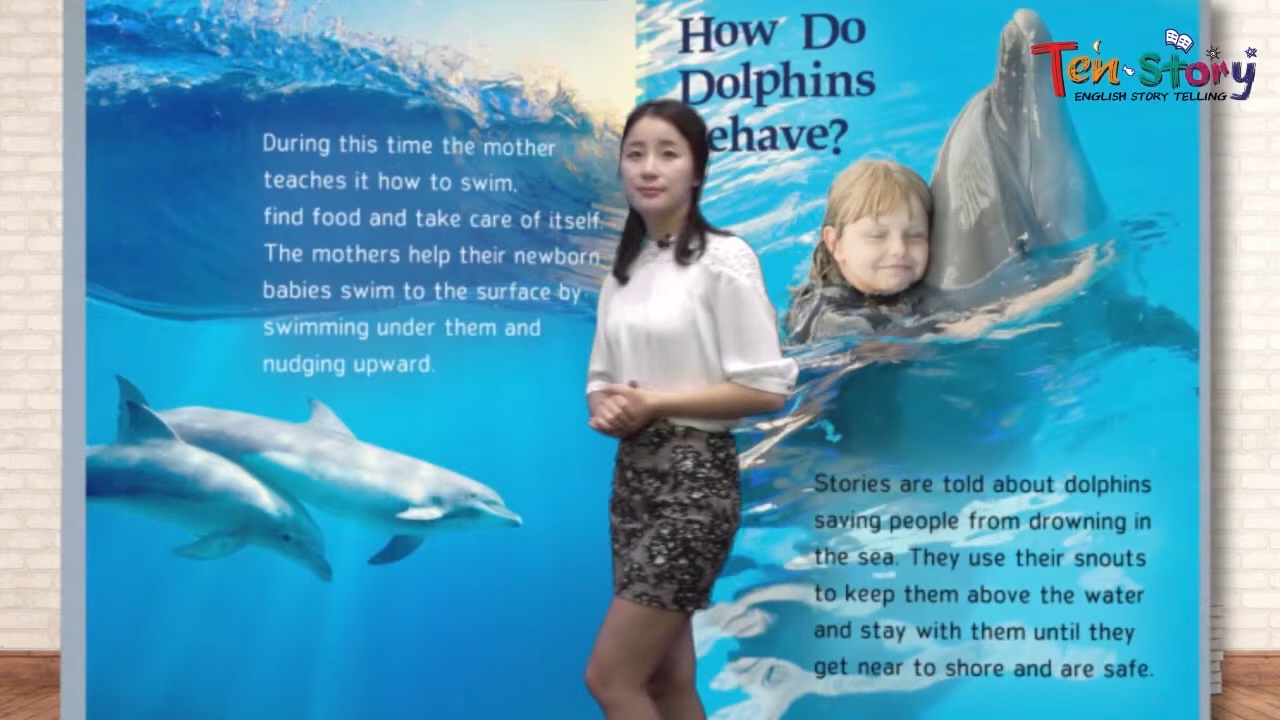 During this time the mother
teaches it how to swim,
find food and take care of itself.
The mothers help their newborn
babies swim to the surface by
swimming under them and
nudging upward.
How Do
Dolphins
ehave?
Ten Story
ENGLISH STORY TELLING
Stories are told about dolphins
saving people from drowning in
the sea. They use their snouts
to keep them above the water
and stay with them until they
get near to shore and are safe.